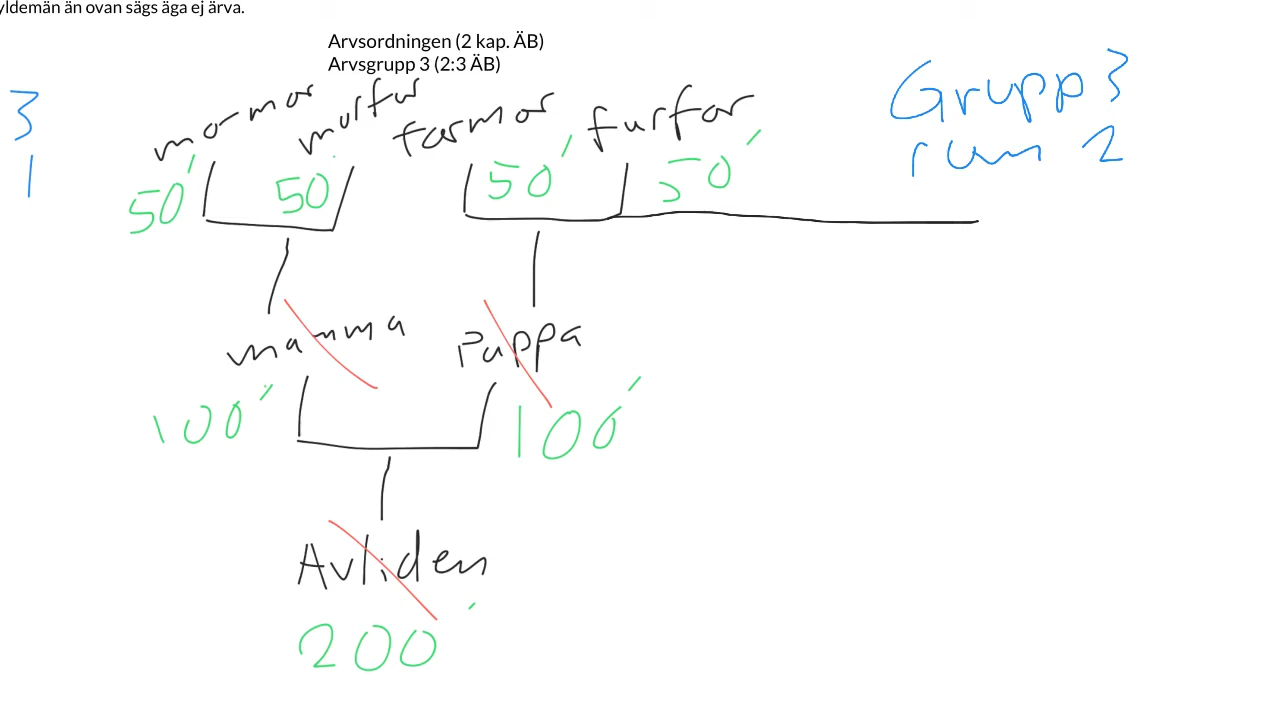 yldemän än ovan sägs äga ej ärva.
Arvsordningen (2 kap. ÄB)
Arvsgrupp 3 (2:3 ÄB)
3
1
Grupp 3
rum 2
mormor morfar farmor farfar
50' 50 50' 50'
mamma Pappa
100' 100'
Avliden
200'